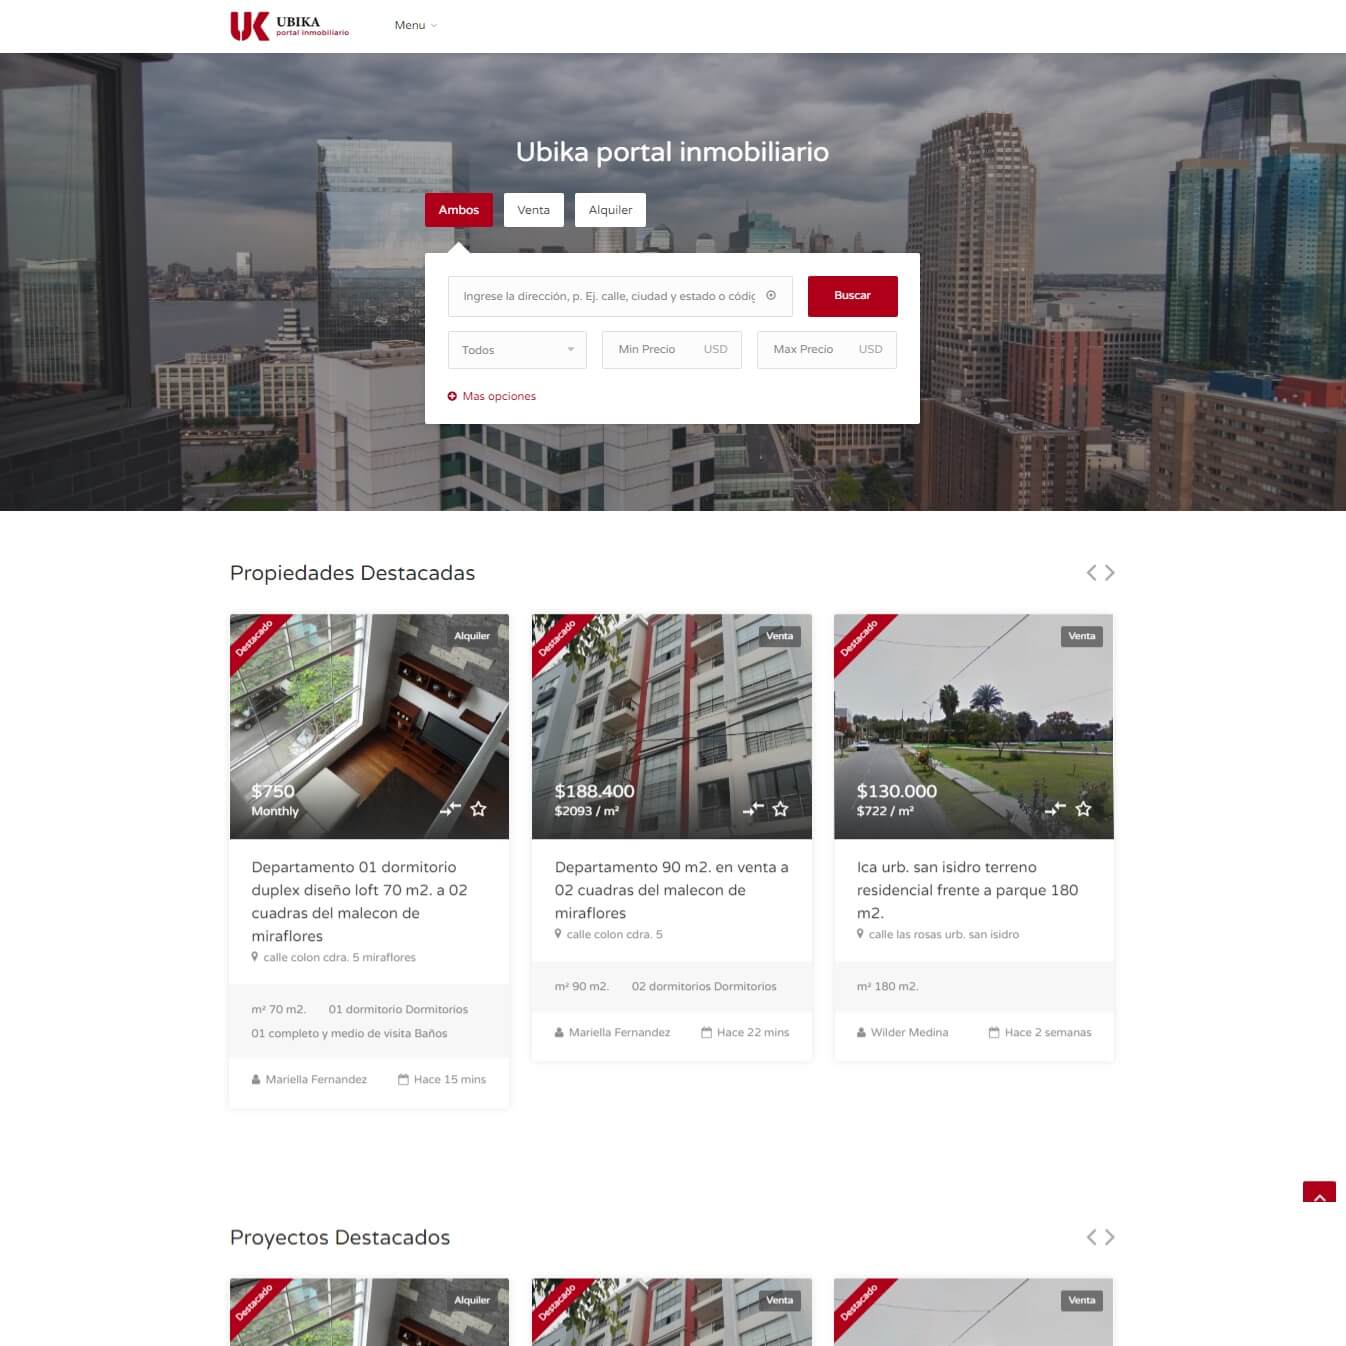 UK UBIKA
portal inmobiliario
Menu
Ubika portal inmobiliario
Ambos Venta Alquiler
Ingrese la dirección, p. Ej. calle, ciudad y estado o códig Buscar
Todos Min Precio USD Max Precio USD
Mas opciones
Propiedades Destacadas
Destacado
Alquiler
$750
Monthly
Departamento 01 dormitorio
duplex diseño loft 70 m2. a 02
cuadras del malecon de
miraflores
calle colon cdra. 5 miraflores
m² 70 m2. 01 dormitorio Dormitorios
01 completo y medio de visita Baños
Mariella Fernandez Hace 15 mins
Destacado
Venta
$188.400
$2093 / m²
Departamento 90 m2. en venta a
02 cuadras del malecon de
miraflores
calle colon cdra. 5
m² 90 m2. 02 dormitorios Dormitorios
Mariella Fernandez Hace 22 mins
Destacado
Venta
$130.000
$722 / m²
Ica urb. san isidro terreno
residencial frente a parque 180
m2.
calle las rosas urb. san isidro
m² 180 m2.
Wilder Medina Hace 2 semanas
Proyectos Destacados
Destacado
Alquiler
Destacado
Venta
Destacado
Venta